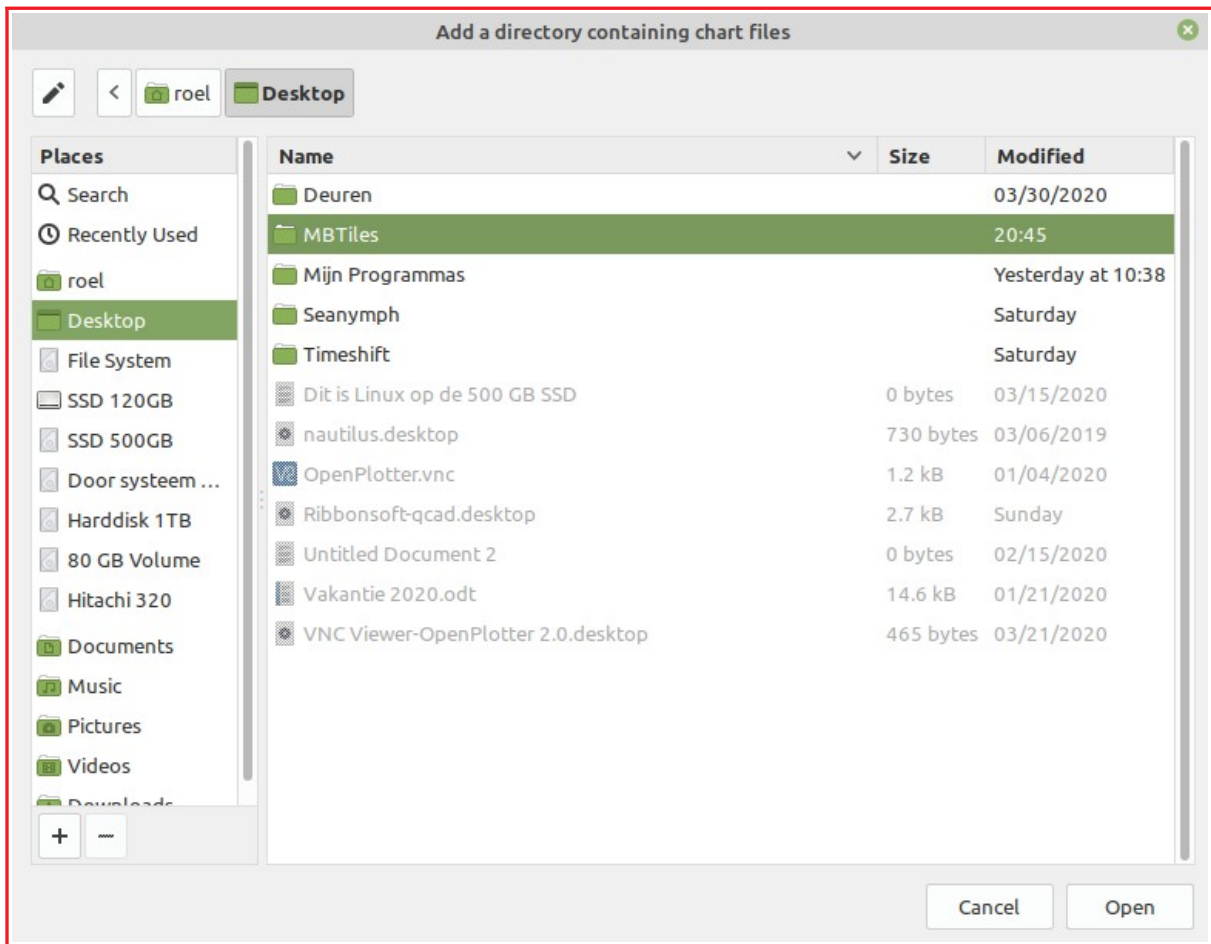 Add a directory containing chart files
roel Desktop
Places
Search
Recently Used
roel
Desktop
File System
SSD 120GB
SSD 500GB
Door systeem ...
Harddisk 1TB
80 GB Volume
Hitachi 320
Documents
Music
Pictures
Videos
Downloads
Name Size Modified
Deuren 03/30/2020
MBTiles 20:45
Mijn Programmas Yesterday at 10:38
Seanymph Saturday
Timeshift Saturday
Dit is Linux op de 500 GB SSD 0 bytes 03/15/2020
nautilus.desktop 730 bytes 03/06/2019
OpenPlotter.vnc 1.2 kB 01/04/2020
Ribbonsoft-qcad.desktop 2.7 kB Sunday
Untitled Document 2 0 bytes 02/15/2020
Vakantie 2020.odt 14.6 kB 01/21/2020
VNC Viewer-OpenPlotter 2.0.desktop 465 bytes 03/21/2020
Cancel Open